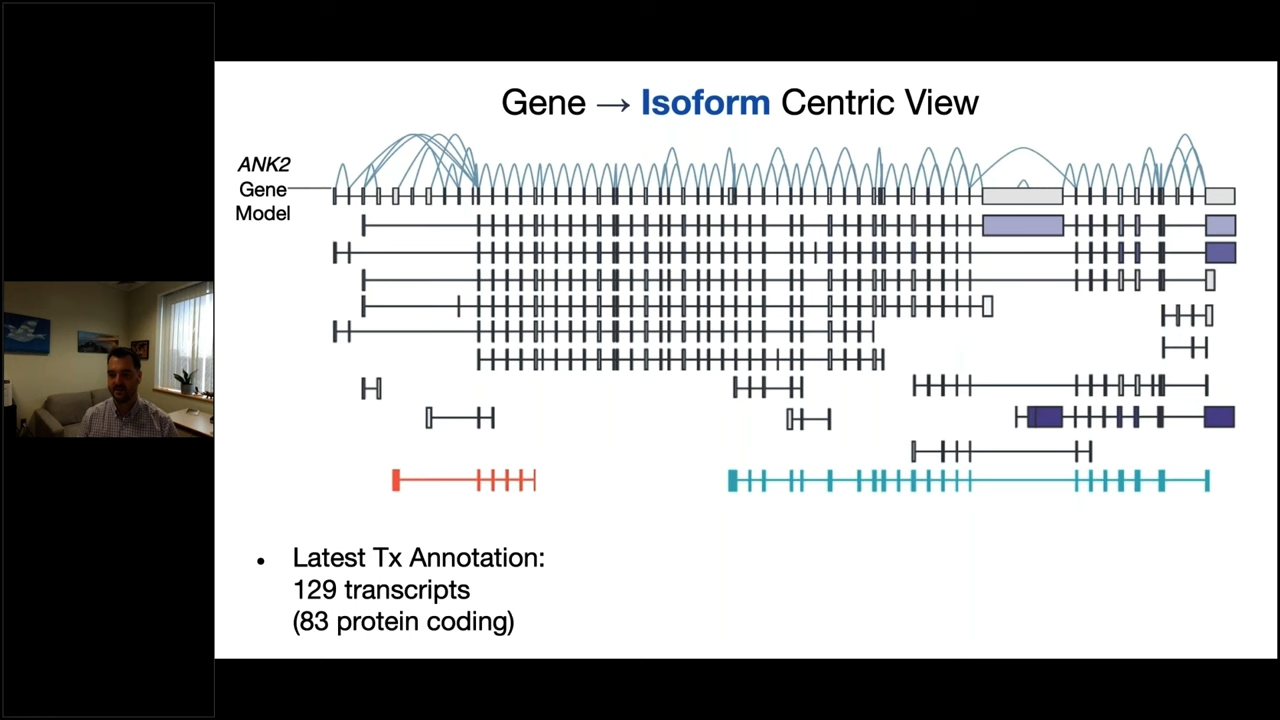 Gene → Isoform Centric View
ANK2
Gene
Model
• Latest Tx Annotation:
129 transcripts
(83 protein coding)